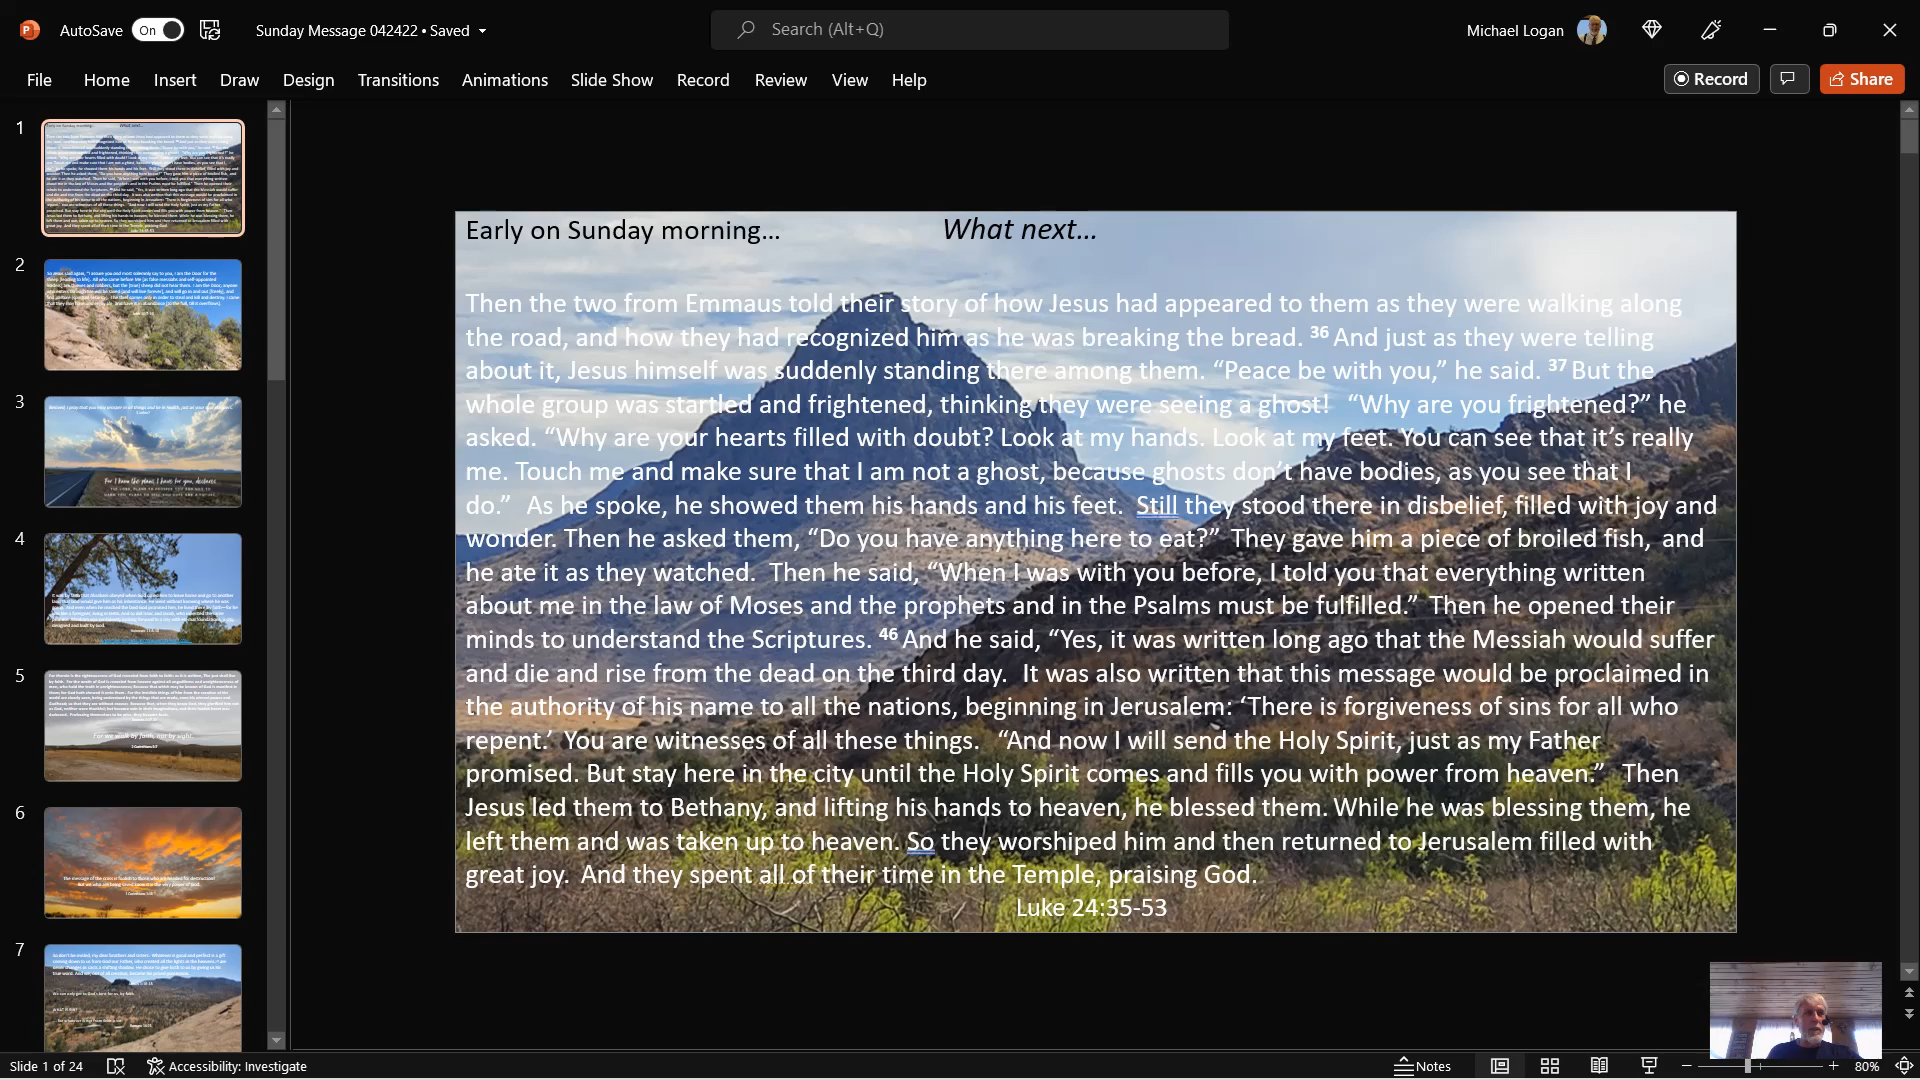 AutoSave On Sunday Message 042422 • Saved Search (Alt+Q) Michael Logan
File Home Insert Draw Design Transitions Animations Slide Show Record Review View Help Record Share
1
2
3
4
5
6
7
Early on Sunday morning... What next...
Then the two from Emmaus told their story of how Jesus had appeared to them as they were walking along
the road, and how they had recognized him as he was breaking the bread. 36 And just as they were telling
about it, Jesus himself was suddenly standing there among them. “Peace be with you,” he said. 37 But the
whole group was startled and frightened, thinking they were seeing a ghost! “Why are you frightened?” he
asked. “Why are your hearts filled with doubt? Look at my hands. Look at my feet. You can see that it’s really
me. Touch me and make sure that I am not a ghost, because ghosts don’t have bodies, as you see that I
do.” As he spoke, he showed them his hands and his feet. Still they stood there in disbelief, filled with joy and
wonder. Then he asked them, “Do you have anything here to eat?” They gave him a piece of broiled fish, and
he ate it as they watched. Then he said, “When I was with you before, I told you that everything written
about me in the law of Moses and the prophets and in the Psalms must be fulfilled.” Then he opened their
minds to understand the Scriptures. 46 And he said, “Yes, it was written long ago that the Messiah would suffer
and die and rise from the dead on the third day. It was also written that this message would be proclaimed in
the authority of his name to all the nations, beginning in Jerusalem: ‘There is forgiveness of sins for all who
repent.’ You are witnesses of all these things. “And now I will send the Holy Spirit, just as my Father
promised. But stay here in the city until the Holy Spirit comes and fills you with power from heaven.” Then
Jesus led them to Bethany, and lifting his hands to heaven, he blessed them. While he was blessing them, he
left them and was taken up to heaven. So they worshiped him and then returned to Jerusalem filled with
great joy. And they spent all of their time in the Temple, praising God.
Luke 24:35-53
Slide 1 of 24 Accessibility: Investigate Notes 80%